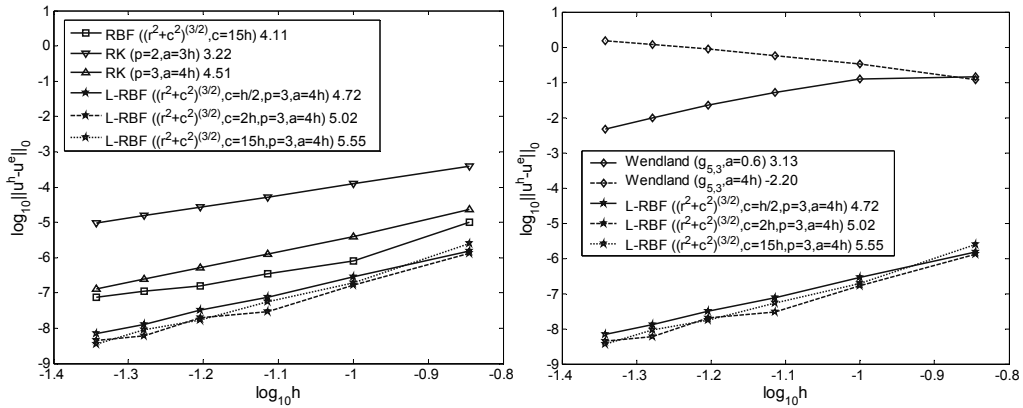 1
0
-1
-2
-3
-4
-5
-6
-7
-8
-9
log₁₀||uʰ-uᵉ||₀
RBF ((r²+c²)⁽³/²⁾,c=15h) 4.11
RK (p=2,a=3h) 3.22
RK (p=3,a=4h) 4.51
L-RBF ((r²+c²)⁽³/²⁾,c=h/2,p=3,a=4h) 4.72
L-RBF ((r²+c²)⁽³/²⁾,c=2h,p=3,a=4h) 5.02
L-RBF ((r²+c²)⁽³/²⁾,c=15h,p=3,a=4h) 5.55
-1.4 -1.3 -1.2 -1.1 -1 -0.9 -0.8
log₁₀h
1
0
-1
-2
-3
-4
-5
-6
-7
-8
-9
log₁₀||uʰ-uᵉ||₀
Wendland (g₅,₃,a=0.6) 3.13
Wendland (g₅,₃,a=4h) -2.20
L-RBF ((r²+c²)⁽³/²⁾,c=h/2,p=3,a=4h) 4.72
L-RBF ((r²+c²)⁽³/²⁾,c=2h,p=3,a=4h) 5.02
L-RBF ((r²+c²)⁽³/²⁾,c=15h,p=3,a=4h) 5.55
-1.4 -1.3 -1.2 -1.1 -1 -0.9 -0.8
log₁₀h